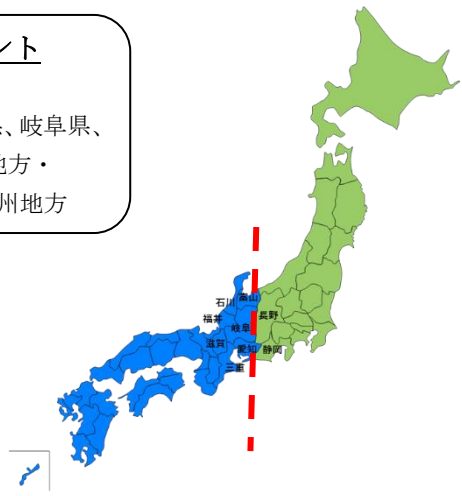 ント
、岐阜県、
地方・
州地方
石川
富山
福井
長野
岐阜
滋賀
愛知
静岡
三重